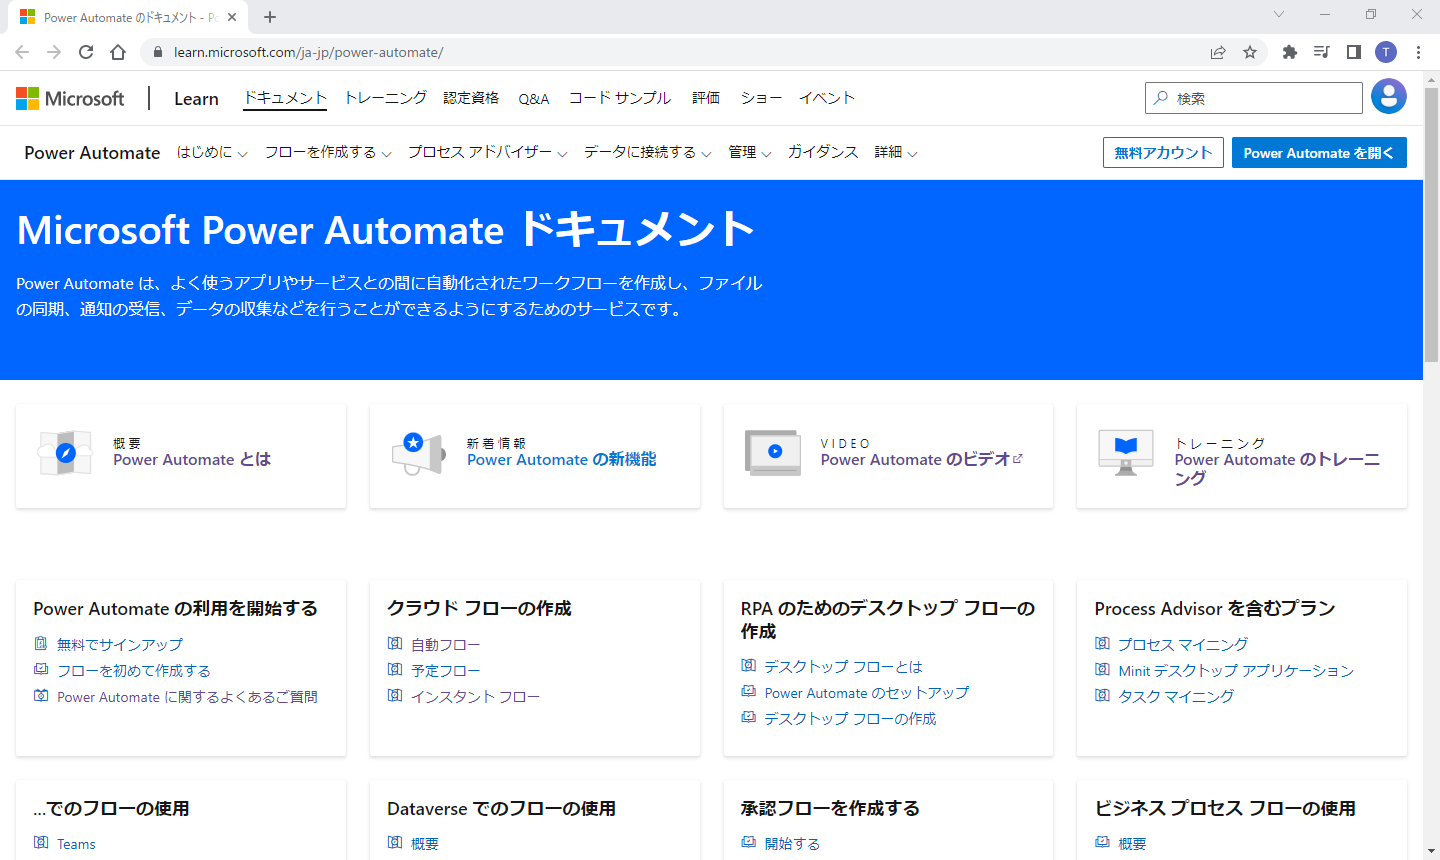 Power Automate のドキュメント - Po
learn.microsoft.com/ja-jp/power-automate/
T
Microsoft
Learn
ドキュメント
トレーニング
認定資格
Q&A
コード サンプル
評価
ショー
イベント
検索
Power Automate
はじめに
フローを作成する
プロセス アドバイザー
データに接続する
管理
ガイダンス
詳細
無料アカウント
Power Automate を開く
Microsoft Power Automate ドキュメント
Power Automate は、よく使うアプリやサービスとの間に自動化されたワークフローを作成し、ファイル
の同期、通知の受信、データの収集などを行うことができるようにするためのサービスです。
概要
Power Automate とは
新着情報
Power Automate の新機能
VIDEO
Power Automate のビデオ
トレーニング
Power Automate のトレーニ
ング
Power Automate の利用を開始する
無料でサインアップ
フローを初めて作成する
Power Automate に関するよくあるご質問
クラウド フローの作成
自動フロー
予定フロー
インスタント フロー
RPA のためのデスクトップ フローの
作成
デスクトップ フローとは
Power Automate のセットアップ
デスクトップ フローの作成
Process Advisor を含むプラン
プロセス マイニング
Minit デスクトップ アプリケーション
タスク マイニング
...でのフローの使用
Teams
Dataverse でのフローの使用
概要
承認フローを作成する
開始する
ビジネス プロセス フローの使用
概要